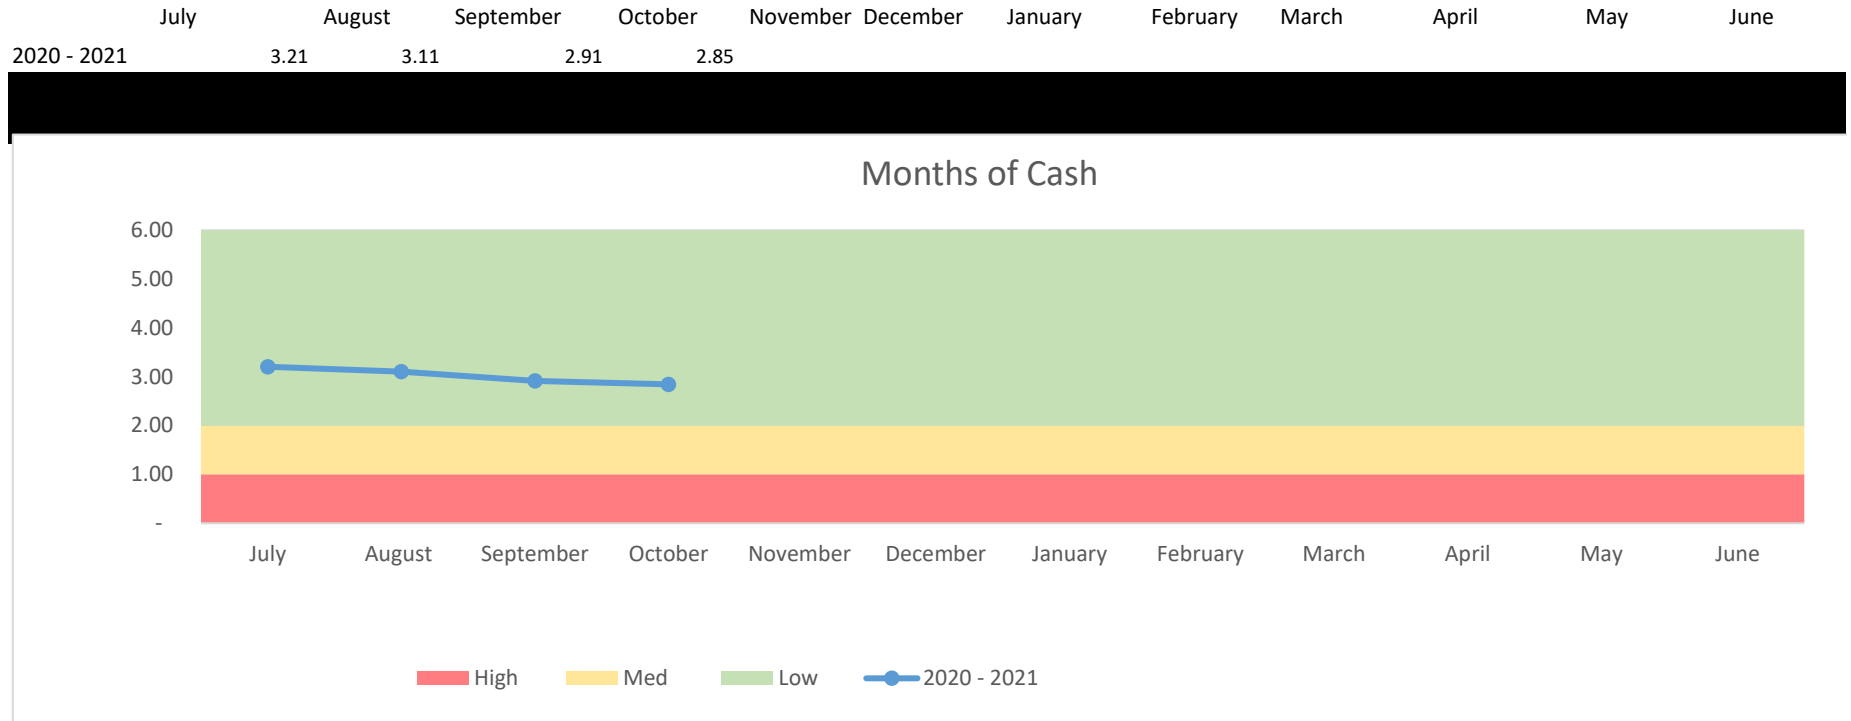 July August September October November December January February March April May June
2020 - 2021 3.21 3.11 2.91 2.85
Months of Cash
6.00
5.00
4.00
3.00
2.00
1.00
-
July August September October November December January February March April May June
High Med Low 2020 - 2021